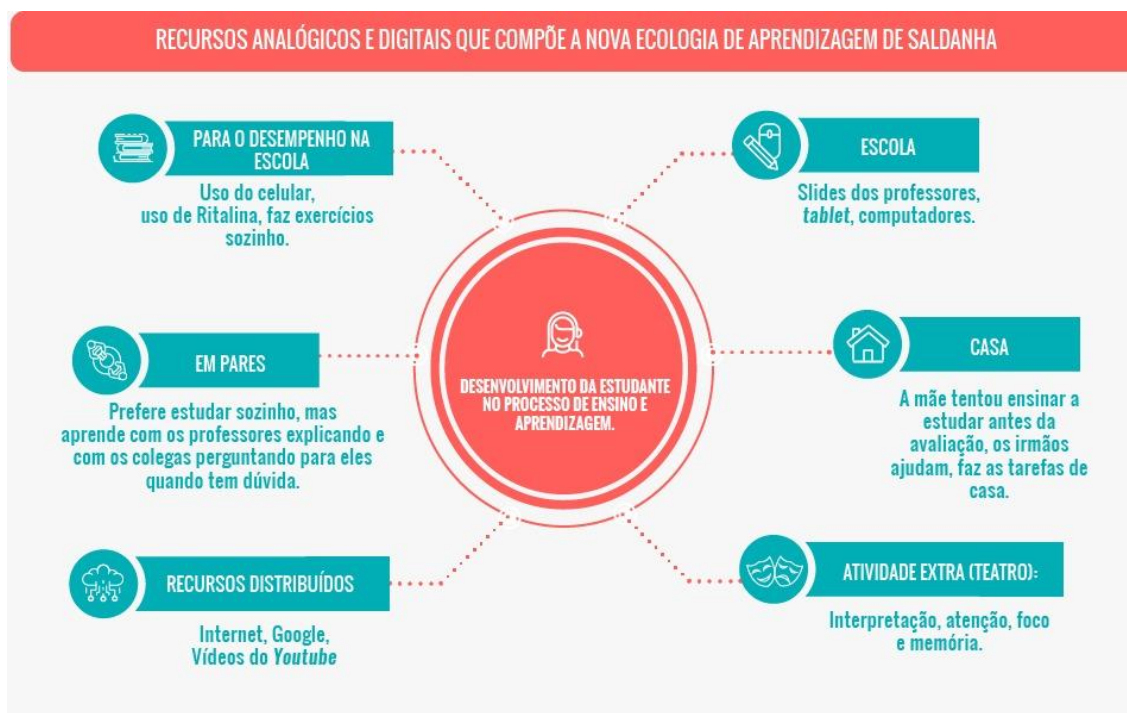 RECURSOS ANALÓGICOS E DIGITAIS QUE COMPÕE A NOVA ECOLOGIA DE APRENDIZAGEM DE SALDANHA
PARA O DESEMPENHO NA
ESCOLA
Uso do celular,
uso de Ritalina, faz exercícios
sozinho.
ESCOLA
Slides dos professores,
tablet, computadores.
EM PARES
Prefere estudar sozinho, mas
aprende com os professores explicando e
com os colegas perguntando para eles
quando tem dúvida.
DESENVOLVIMENTO DA ESTUDANTE
NO PROCESSO DE ENSINO E
APRENDIZAGEM.
CASA
A mãe tentou ensinar a
estudar antes da
avaliação, os irmãos
ajudam, faz as tarefas de
casa.
RECURSOS DISTRIBUÍDOS
Internet, Google,
Vídeos do Youtube
ATIVIDADE EXTRA (TEATRO):
Interpretação, atenção, foco
e memória.